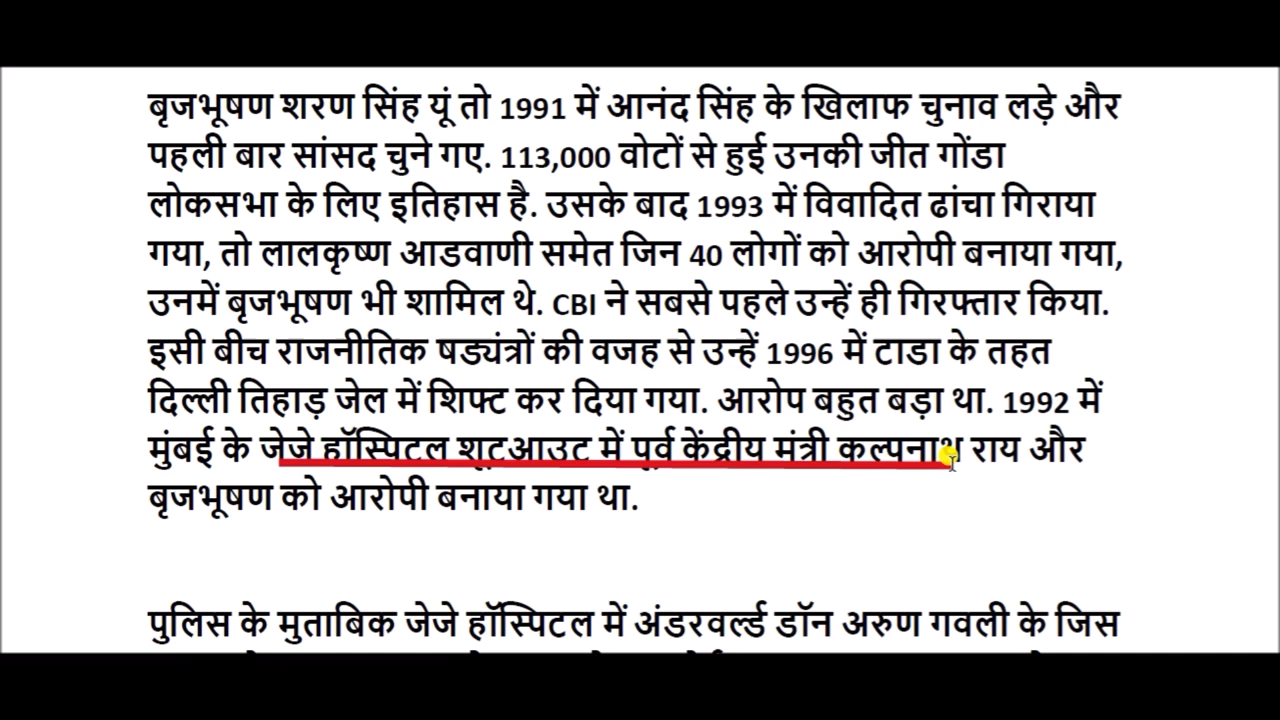 बृजभूषण शरण सिंह यूं तो 1991 में आनंद सिंह के खिलाफ चुनाव लड़े और
पहली बार सांसद चुने गए. 113,000 वोटों से हुई उनकी जीत गोंडा
लोकसभा के लिए इतिहास है. उसके बाद 1993 में विवादित ढांचा गिराया
गया, तो लालकृष्ण आडवाणी समेत जिन 40 लोगों को आरोपी बनाया गया,
उनमें बृजभूषण भी शामिल थे. CBI ने सबसे पहले उन्हें ही गिरफ्तार किया.
इसी बीच राजनीतिक षड्यंत्रों की वजह से उन्हें 1996 में टाडा के तहत
दिल्ली तिहाड़ जेल में शिफ्ट कर दिया गया. आरोप बहुत बड़ा था. 1992 में
मुंबई के जेजे हॉस्पिटल शूटआउट में पूर्व केंद्रीय मंत्री कल्पनाथ राय और
बृजभूषण को आरोपी बनाया गया था.
पुलिस के मुताबिक जेजे हॉस्पिटल में अंडरवर्ल्ड डॉन अरुण गवली के जिस